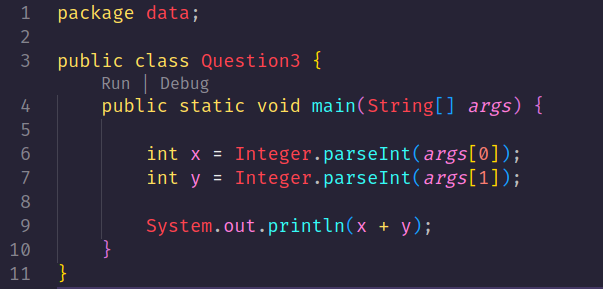 1 package data;
2
3 public class Question3 {
Run | Debug
4 public static void main(String[] args) {
5
6 int x = Integer.parseInt(args[0]);
7 int y = Integer.parseInt(args[1]);
8
9 System.out.println(x + y);
10 }
11 }